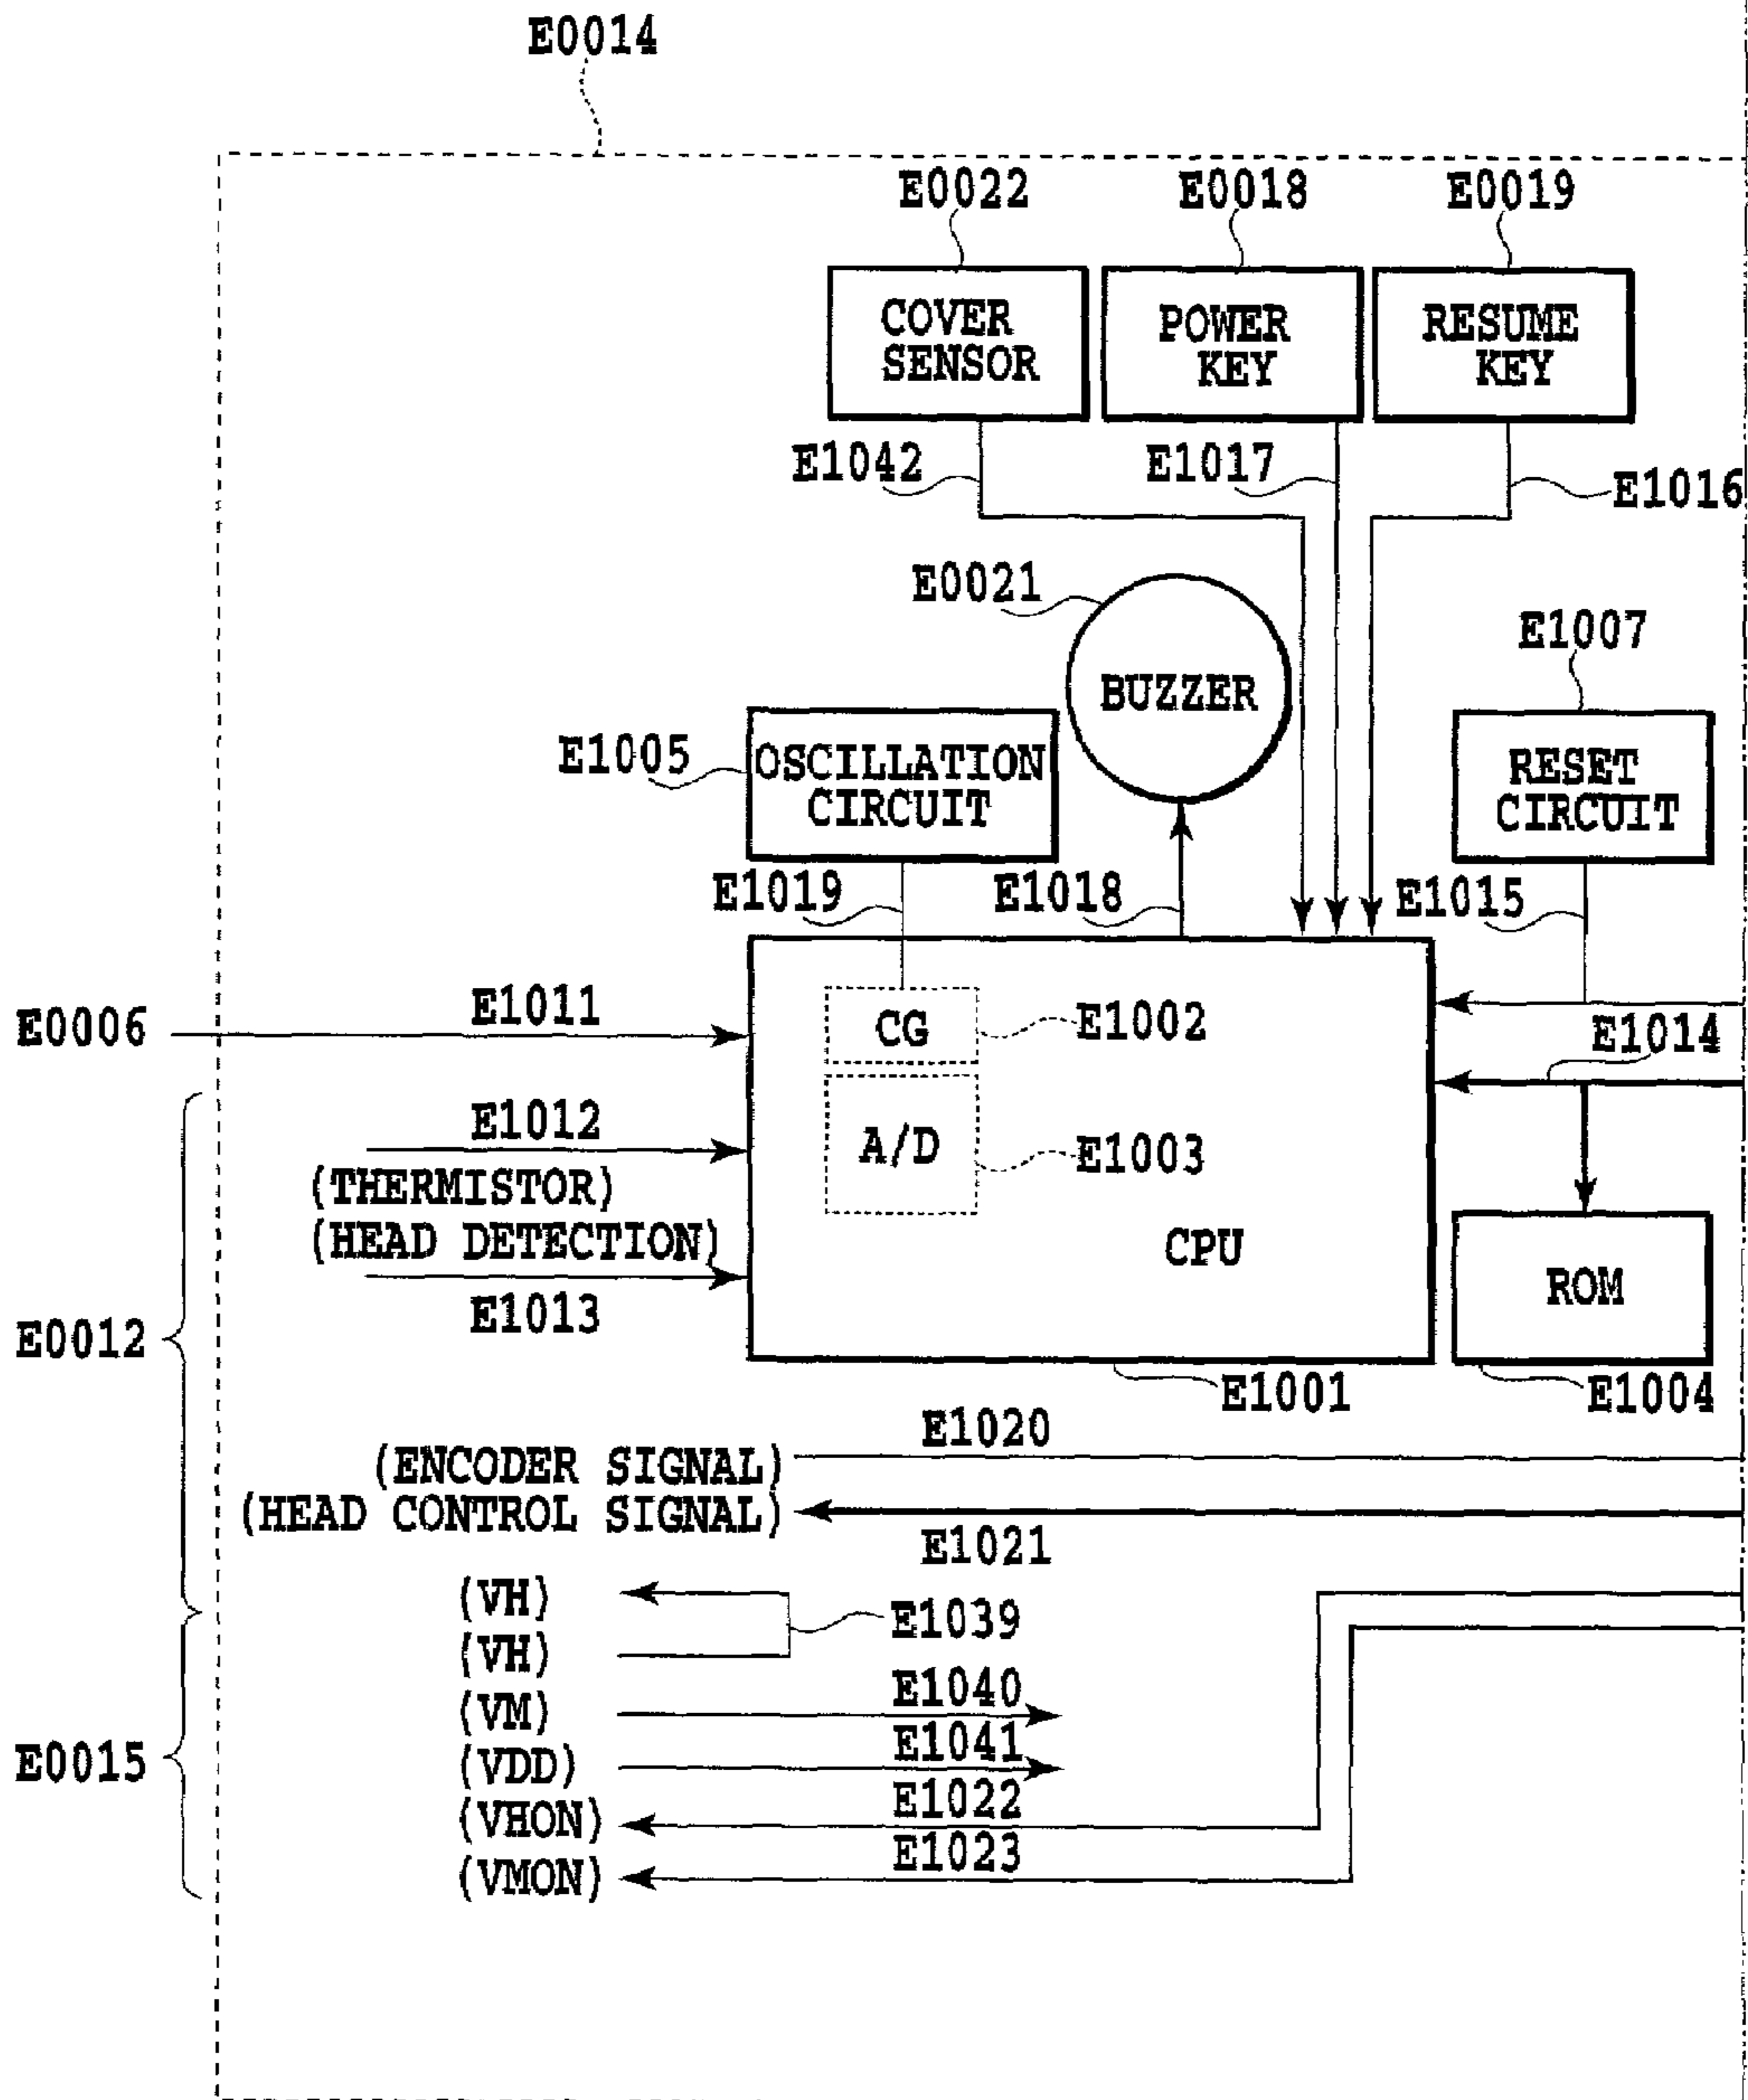 E0014
E0022
E0018
E0019
COVER
SENSOR
POWER
KEY
RESUME
KEY
E1042
E1017
E1016
E0021
E1007
BUZZER
E1005
OSCILLATION
CIRCUIT
RESET
CIRCUIT
E1019
E1018
E1015
E0006
E1011
CG
E1002
E1014
E1012
(THERMISTOR)
A/D
E1003
(HEAD DETECTION)
CPU
ROM
E1013
E0012
E1001
E1004
E1020
(ENCODER SIGNAL)
(HEAD CONTROL SIGNAL)
E1021
(VH)
E1039
(VH)
E1040
(VM)
E1041
E0015
(VDD)
E1022
(VHON)
E1023
(VMON)